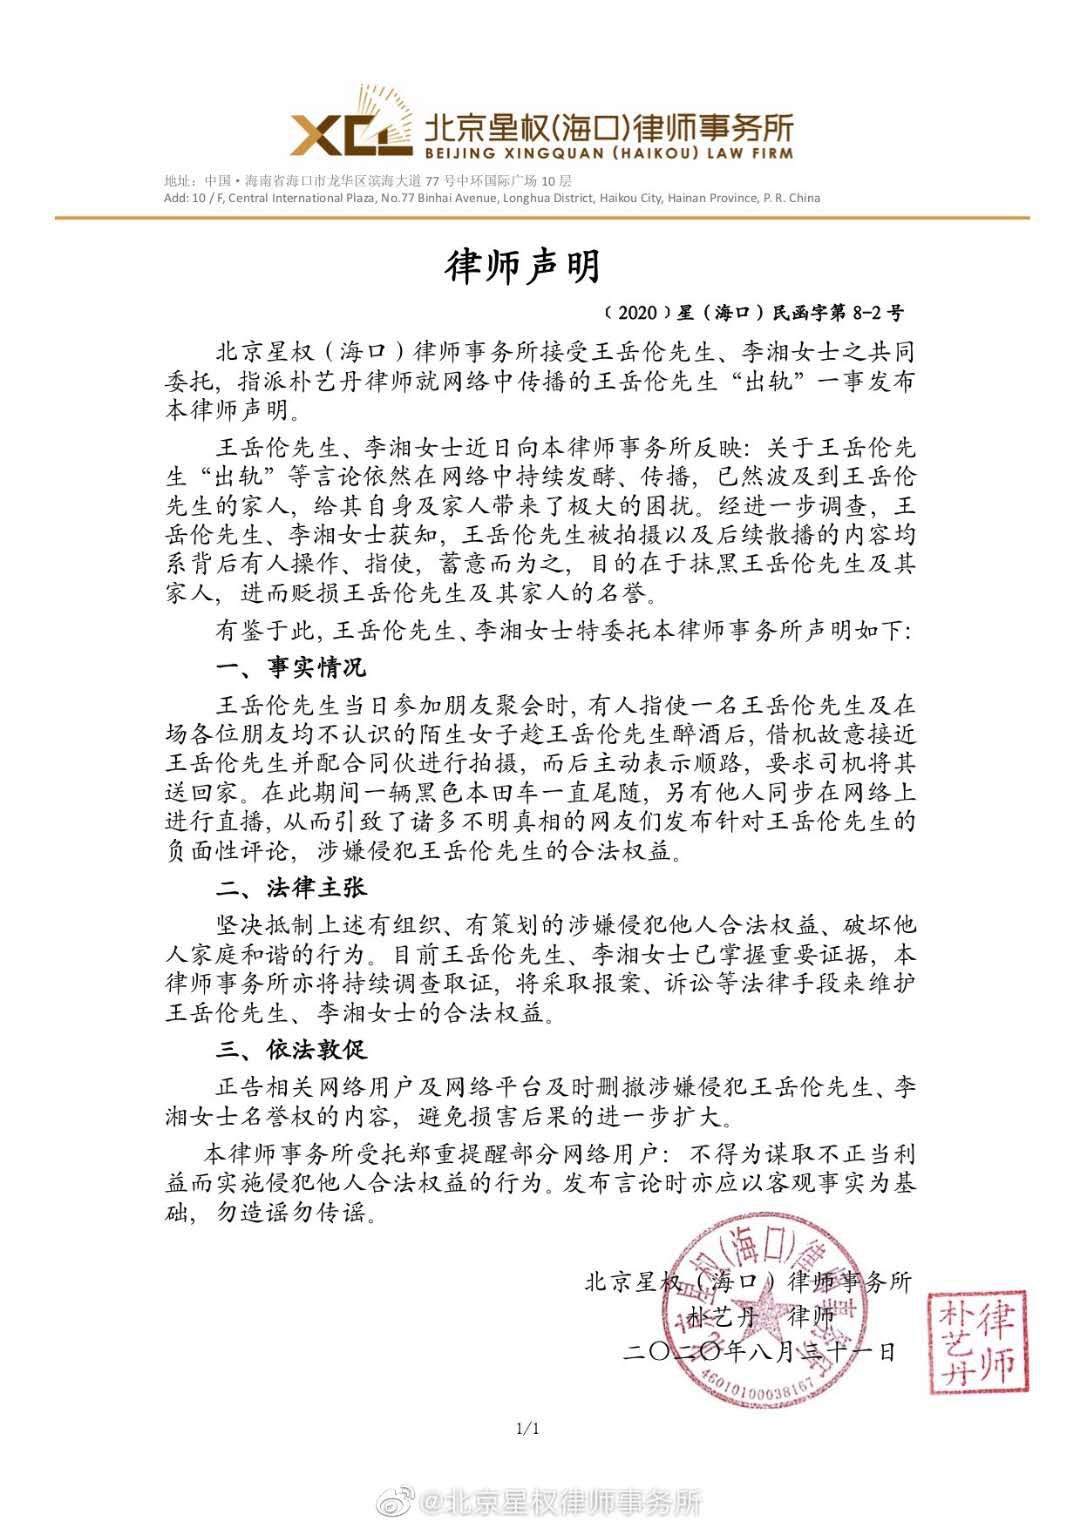 XCL 北京星权(海口)律师事务所
BEIJING XINGQUAN (HAIKOU) LAW FIRM
地址：中国·海南省海口市龙华区滨海大道 77 号中环国际广场 10 层
Add: 10 / F, Central International Plaza, No.77 Binhai Avenue, Longhua District, Haikou City, Hainan Province, P. R. China
律师声明
﹝2020﹞星（海口）民函字第 8-2 号
北京星权（海口）律师事务所接受王岳伦先生、李湘女士之共同
委托，指派朴艺丹律师就网络中传播的王岳伦先生“出轨”一事发布
本律师声明。
王岳伦先生、李湘女士近日向本律师事务所反映：关于王岳伦先
生“出轨”等言论依然在网络中持续发酵、传播，已然波及到王岳伦
先生的家人，给其自身及家人带来了极大的困扰。经进一步调查，王
岳伦先生、李湘女士获知，王岳伦先生被拍摄以及后续散播的内容均
系背后有人操作、指使，蓄意而为之，目的在于抹黑王岳伦先生及其
家人，进而贬损王岳伦先生及其家人的名誉。
有鉴于此，王岳伦先生、李湘女士特委托本律师事务所声明如下：
一、事实情况
王岳伦先生当日参加朋友聚会时，有人指使一名王岳伦先生及在
场各位朋友均不认识的陌生女子趁王岳伦先生醉酒后，借机故意接近
王岳伦先生并配合同伙进行拍摄，而后主动表示顺路，要求司机将其
送回家。在此期间一辆黑色本田车一直尾随，另有他人同步在网络上
进行直播，从而引致了诸多不明真相的网友们发布针对王岳伦先生的
负面性评论，涉嫌侵犯王岳伦先生的合法权益。
二、法律主张
坚决抵制上述有组织、有策划的涉嫌侵犯他人合法权益、破坏他
人家庭和谐的行为。目前王岳伦先生、李湘女士已掌握重要证据，本
律师事务所亦将持续调查取证，将采取报案、诉讼等法律手段来维护
王岳伦先生、李湘女士的合法权益。
三、依法敦促
正告相关网络用户及网络平台及时删撤涉嫌侵犯王岳伦先生、李
湘女士名誉权的内容，避免损害后果的进一步扩大。
本律师事务所受托郑重提醒部分网络用户：不得为谋取不正当利
益而实施侵犯他人合法权益的行为。发布言论时亦应以客观事实为基
础，勿造谣勿传谣。
北京星权（海口）律师事务所
朴艺丹 律师
二〇二〇年八月三十一日
北京星权(海口)律师事务所
46010100038167
律师
朴艺丹
1/1
@北京星权律师事务所